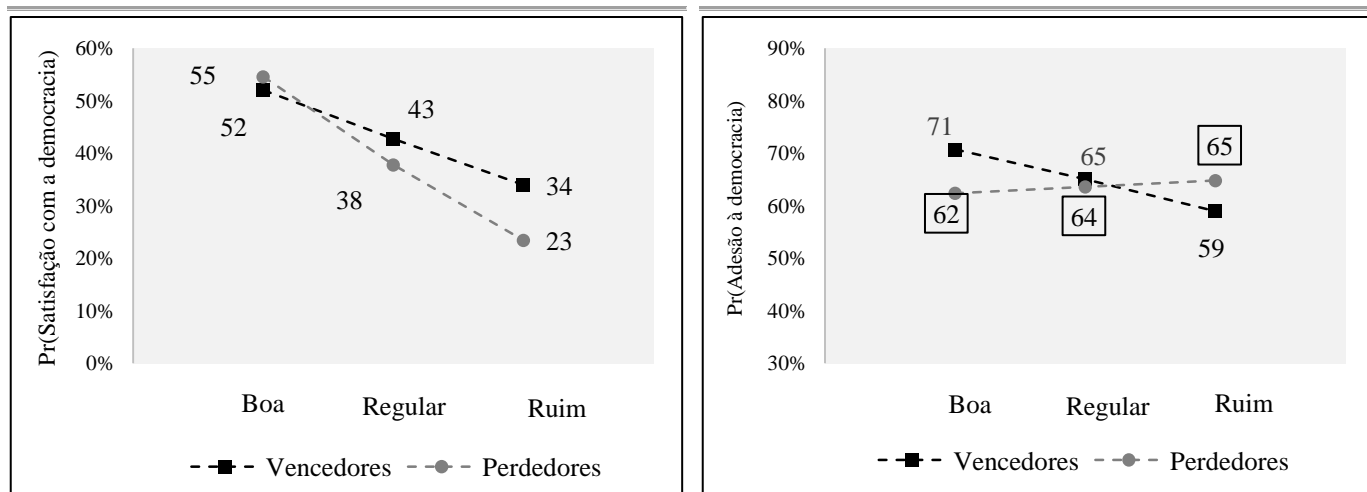 Pr(Satisfação com a democracia)
60%
50%
40%
30%
20%
10%
0%
55
52
43
38
34
23
Boa
Regular
Ruim
Vencedores
Perdedores
Pr(Adesão à democracia)
90%
80%
70%
60%
50%
40%
30%
71
62
65
64
65
59
Boa
Regular
Ruim
Vencedores
Perdedores